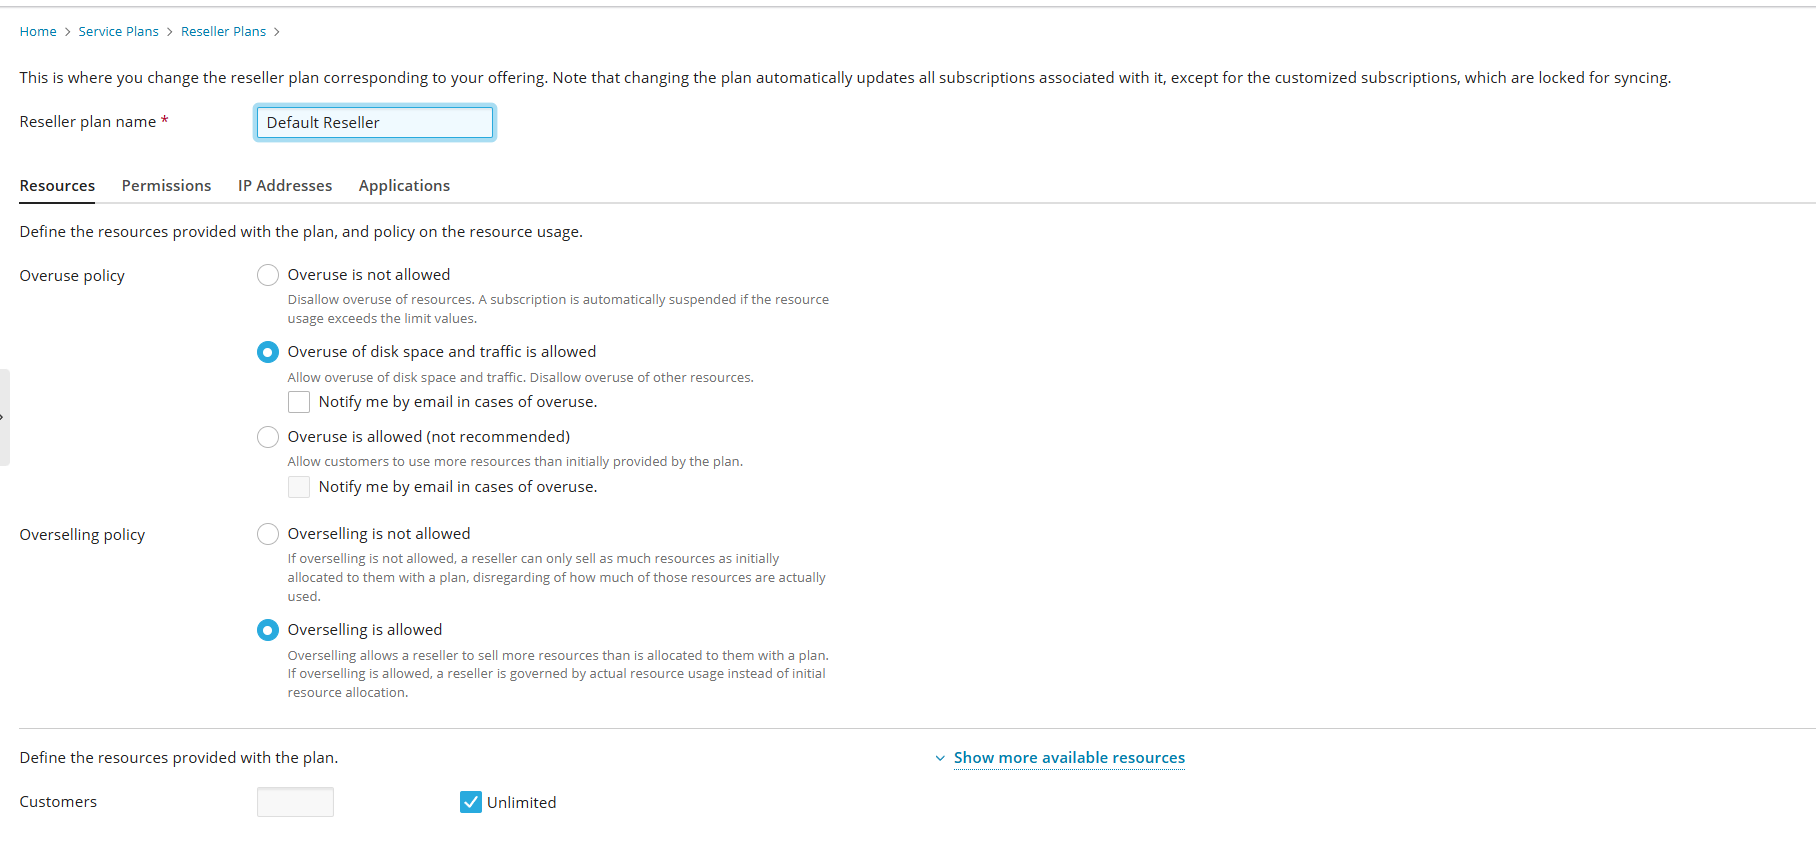 Home > Service Plans > Reseller Plans >
This is where you change the reseller plan corresponding to your offering. Note that changing the plan automatically updates all subscriptions associated with it, except for the customized subscriptions, which are locked for syncing.
Reseller plan name * Default Reseller
Resources Permissions IP Addresses Applications
Define the resources provided with the plan, and policy on the resource usage.
Overuse policy Overuse is not allowed
Disallow overuse of resources. A subscription is automatically suspended if the resource
usage exceeds the limit values.
Overuse of disk space and traffic is allowed
Allow overuse of disk space and traffic. Disallow overuse of other resources.
Notify me by email in cases of overuse.
Overuse is allowed (not recommended)
Allow customers to use more resources than initially provided by the plan.
Notify me by email in cases of overuse.
Overselling policy Overselling is not allowed
If overselling is not allowed, a reseller can only sell as much resources as initially
allocated to them with a plan, disregarding of how much of those resources are actually
used.
Overselling is allowed
Overselling allows a reseller to sell more resources than is allocated to them with a plan.
If overselling is allowed, a reseller is governed by actual resource usage instead of initial
resource allocation.
Define the resources provided with the plan. Show more available resources
Customers Unlimited